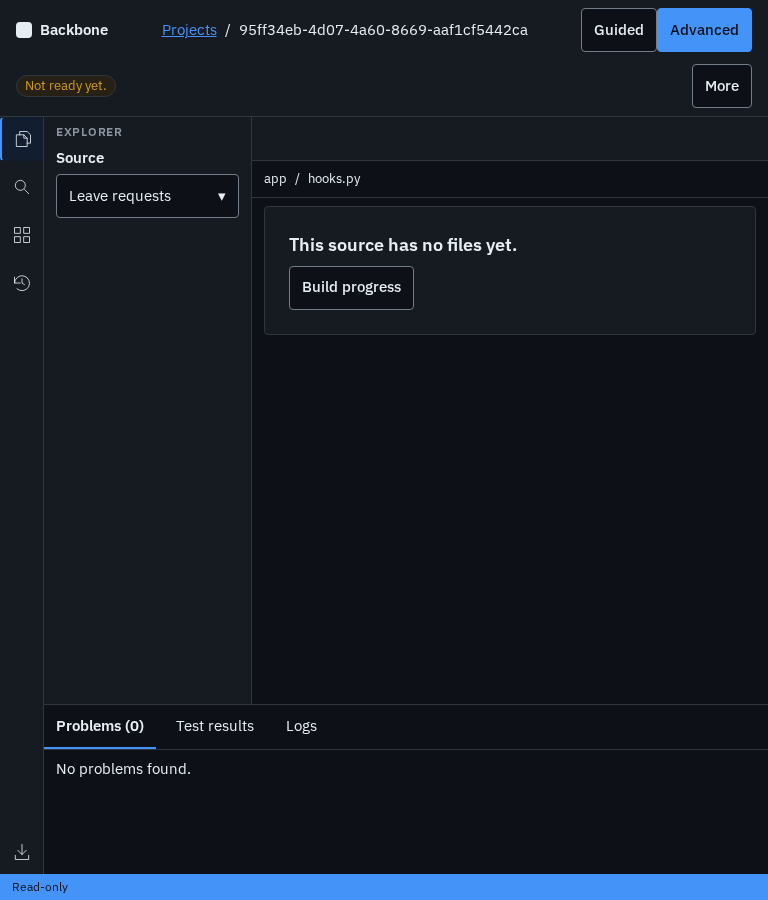 Backbone
Projects / 95ff34eb-4d07-4a60-8669-aaf1cf5442ca
Guided
Advanced
Not ready yet.
More
EXPLORER
Source
Leave requests
app / hooks.py
This source has no files yet.
Build progress
Problems (0)
Test results
Logs
No problems found.
Read-only